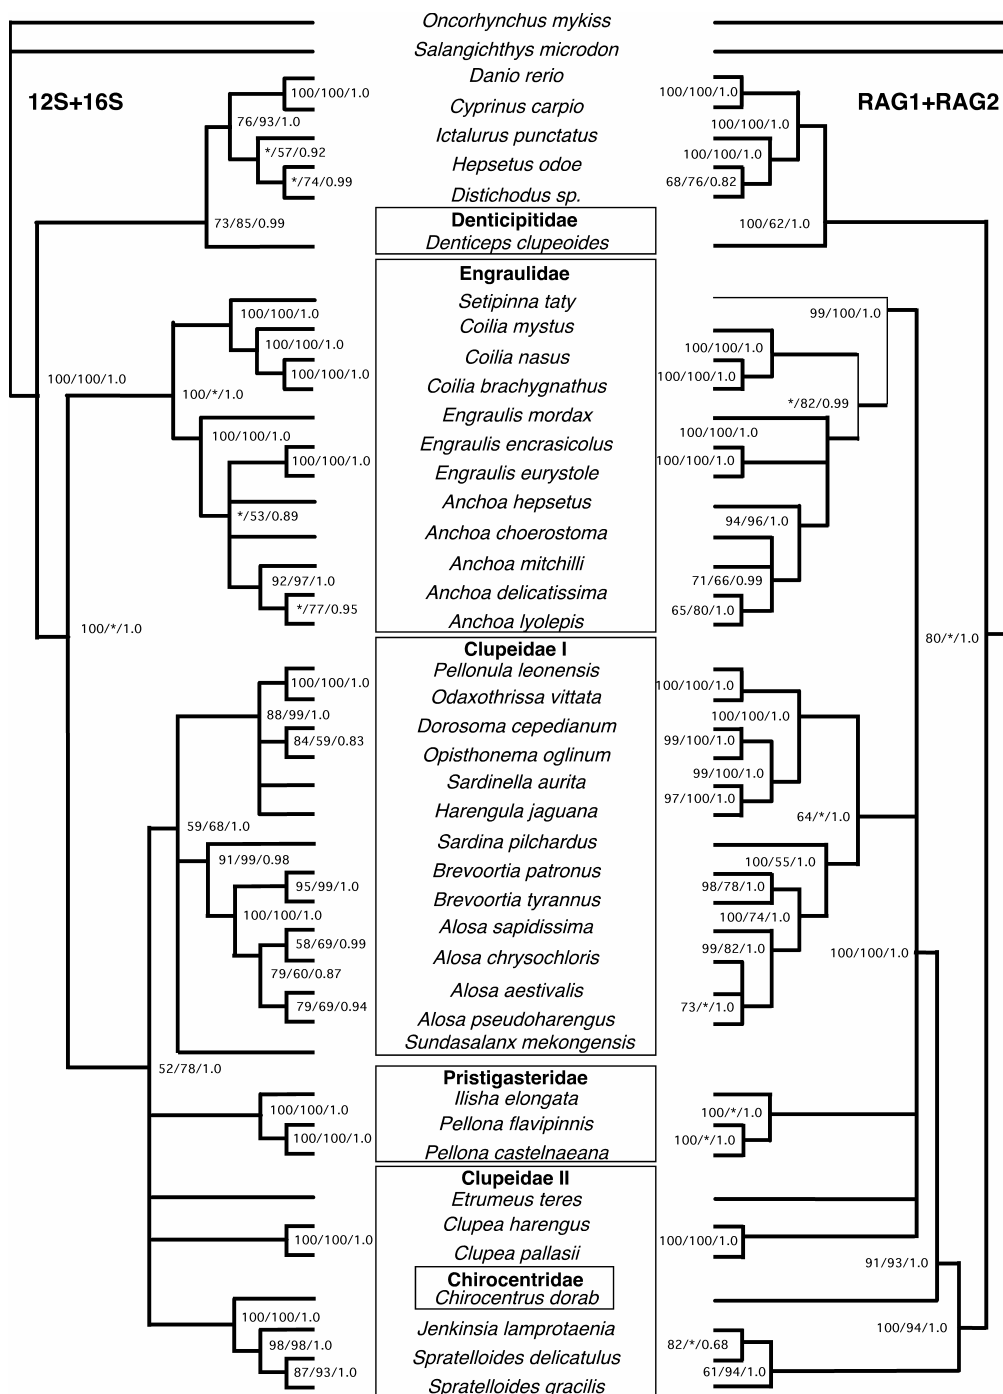 Oncorhynchus mykiss
Salangichthys microdon
12S+16S
RAG1+RAG2
Danio rerio
100/100/1.0
100/100/1.0
Cyprinus carpio
76/93/1.0
100/100/1.0
Ictalurus punctatus
*/57/0.92
100/100/1.0
Hepsetus odoe
*/74/0.99
68/76/0.82
Distichodus sp.
Denticipitidae
73/85/0.99
100/62/1.0
Denticeps clupeoides
Engraulidae
Setipinna taty
100/100/1.0
99/100/1.0
Coilia mystus
100/100/1.0
100/100/1.0
Coilia nasus
100/100/1.0
100/100/1.0
100/100/1.0
Coilia brachygnathus
100/*/1.0
*/82/0.99
Engraulis mordax
100/100/1.0
100/100/1.0
Engraulis encrasicolus
100/100/1.0
100/100/1.0
Engraulis eurystole
Anchoa hepsetus
*/53/0.89
94/96/1.0
Anchoa choerostoma
Anchoa mitchilli
92/97/1.0
71/66/0.99
Anchoa delicatissima
*/77/0.95
65/80/1.0
Anchoa lyolepis
100/*/1.0
80/*/1.0
Clupeidae I
Pellonula leonensis
100/100/1.0
100/100/1.0
Odaxothrissa vittata
88/99/1.0
100/100/1.0
Dorosoma cepedianum
84/59/0.83
99/100/1.0
Opisthonema oglinum
99/100/1.0
Sardinella aurita
97/100/1.0
Harengula jaguana
59/68/1.0
64/*/1.0
Sardina pilchardus
91/99/0.98
100/55/1.0
Brevoortia patronus
95/99/1.0
98/78/1.0
Brevoortia tyrannus
100/100/1.0
100/74/1.0
Alosa sapidissima
58/69/0.99
99/82/1.0
100/100/1.0
Alosa chrysochloris
79/60/0.87
Alosa aestivalis
79/69/0.94
73/*/1.0
Alosa pseudoharengus
Sundasalanx mekongensis
52/78/1.0
Pristigasteridae
Ilisha elongata
100/100/1.0
100/*/1.0
Pellona flavipinnis
100/100/1.0
100/*/1.0
Pellona castelnaeana
Clupeidae II
Etrumeus teres
Clupea harengus
100/100/1.0
100/100/1.0
Clupea pallasii
91/93/1.0
Chirocentridae
Chirocentrus dorab
100/100/1.0
100/94/1.0
Jenkinsia lamprotaenia
98/98/1.0
82/*/0.68
Spratelloides delicatulus
87/93/1.0
61/94/1.0
Spratelloides gracilis